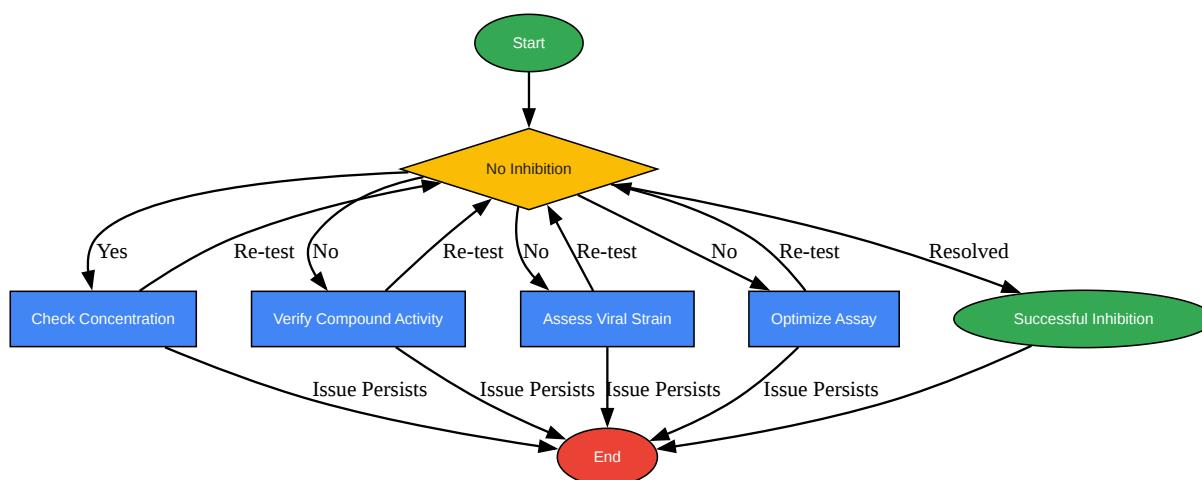 Start
No Inhibition
Yes
Re-test
No
Re-test
No
Re-test
No
Re-test
Resolved
Check Concentration
Verify Compound Activity
Assess Viral Strain
Optimize Assay
Successful Inhibition
Issue Persists
Issue Persists
Issue Persists
Issue Persists
End